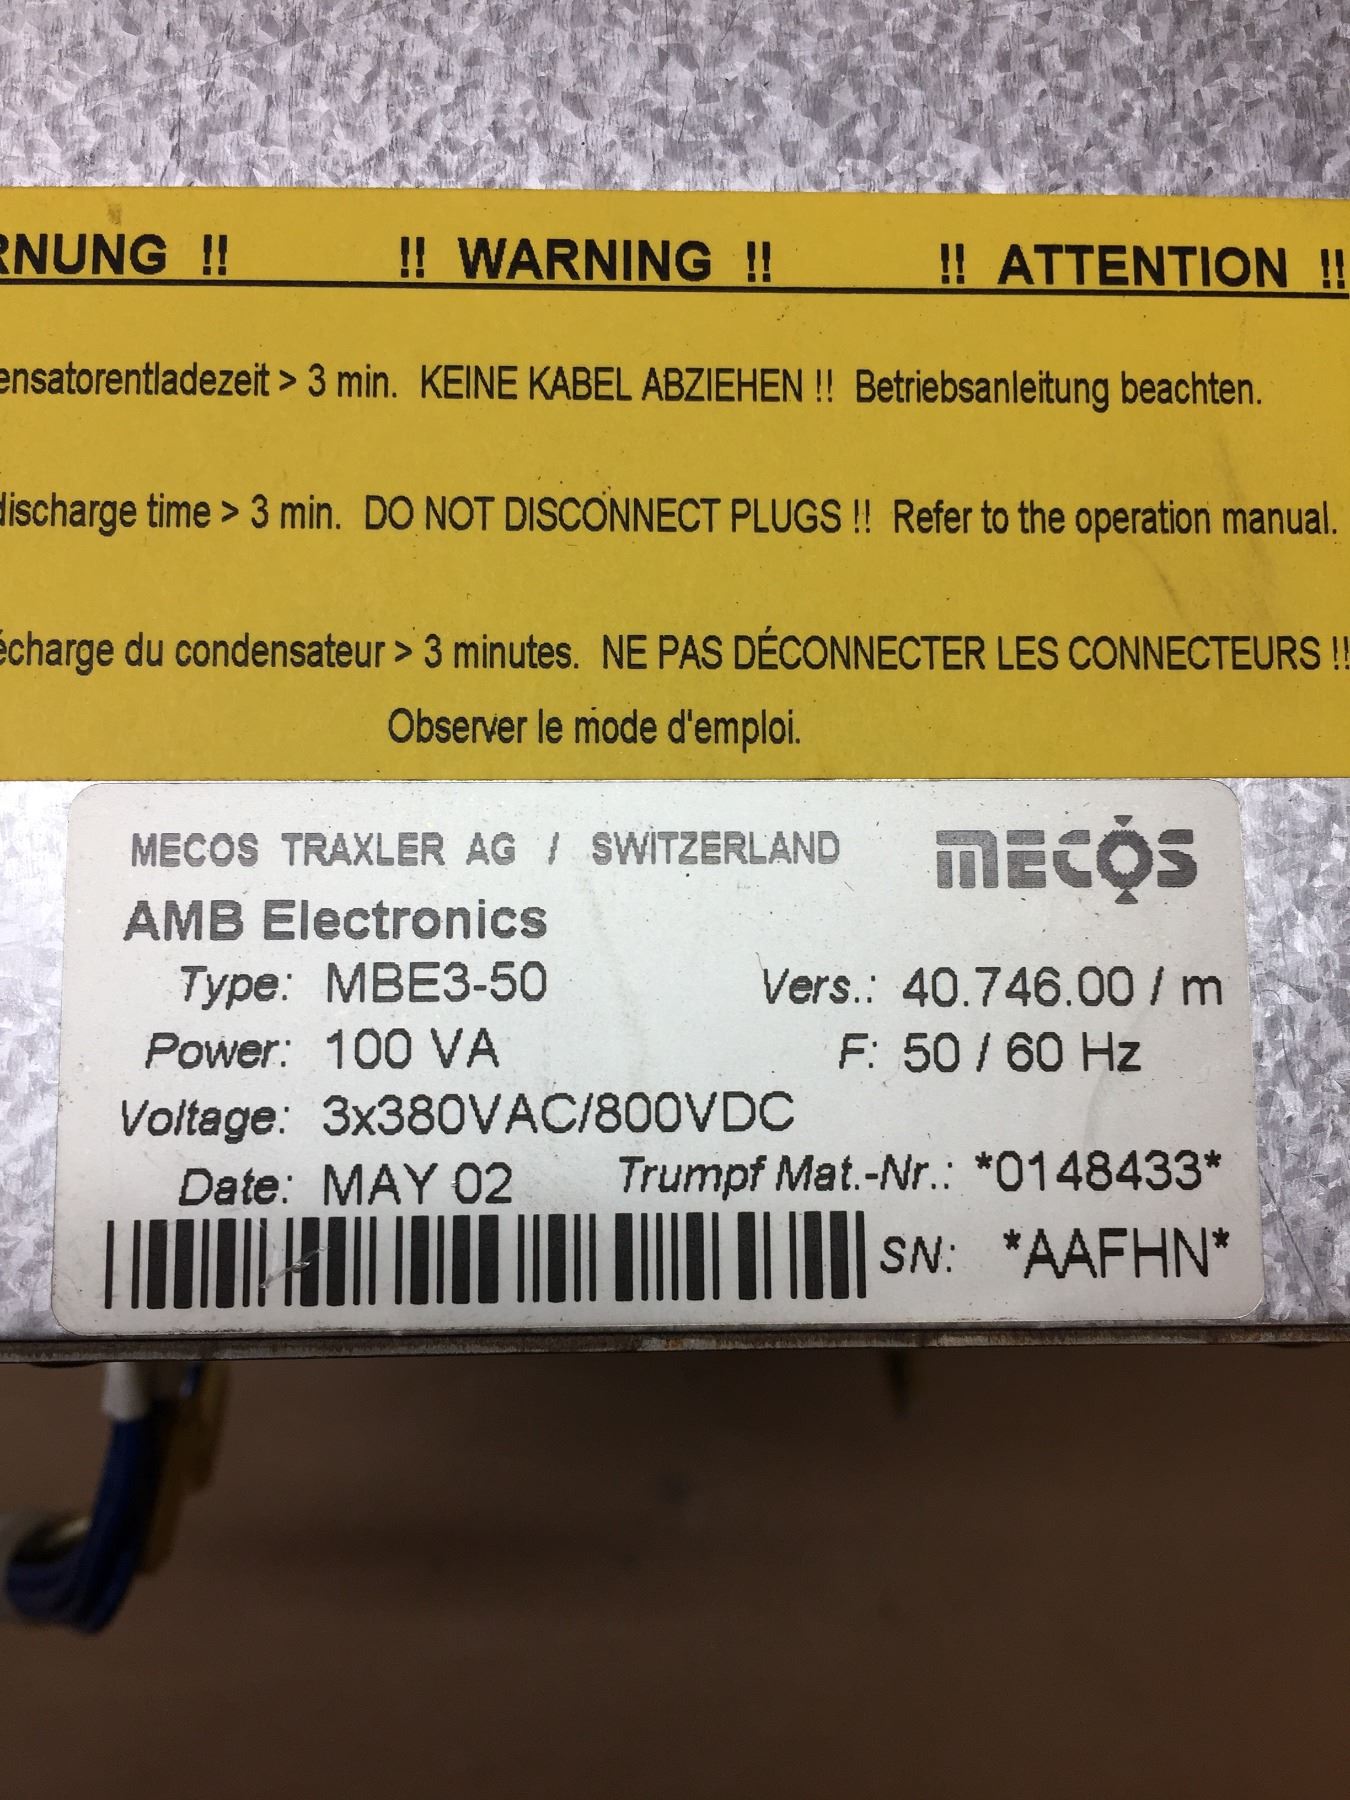 RNUNG !! !! WARNING !! !! ATTENTION !!
ensatorentladezeit > 3 min. KEINE KABEL ABZIEHEN !! Betriebsanleitung beachten.
discharge time > 3 min. DO NOT DISCONNECT PLUGS !! Refer to the operation manual.
écharge du condensateur > 3 minutes. NE PAS DÉCONNECTER LES CONNECTEURS !!
Observer le mode d'emploi.
MECOS TRAXLER AG / SWITZERLAND MECOS
AMB Electronics
Type: MBE3-50 Vers.: 40.746.00 / m
Power: 100 VA F: 50 / 60 Hz
Voltage: 3x380VAC/800VDC
Date: MAY 02 Trumpf Mat.-Nr.: *0148433*
SN: *AAFHN*